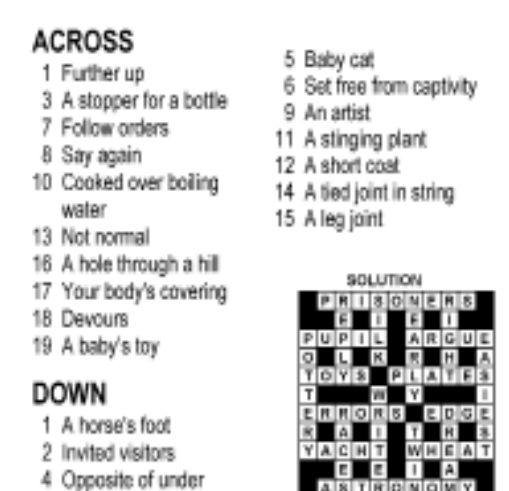 ACROSS
1 Further up
3 A stopper for a bottle
7 Follow orders
8 Say again
10 Cooked over boiling
water
13 Not normal
16 A hole through a hill
17 Your body's covering
18 Devours
19 A baby's toy
DOWN
1 A horse's foot
2 Invited visitors
4 Opposite of under
5 Baby cat
6 Set free from captivity
9 An artist
11 A stinging plant
12 A short coat
14 A tied joint in string
15 A leg joint
SOLUTION
PRISONERS
E I E I
PUPIL ARGUE
O L K R H A
TOYS PLATES
T W Y I
ERRORS EDGE
R A I T R S
YACHT WHEAT
E E I A
ASTRONOMY